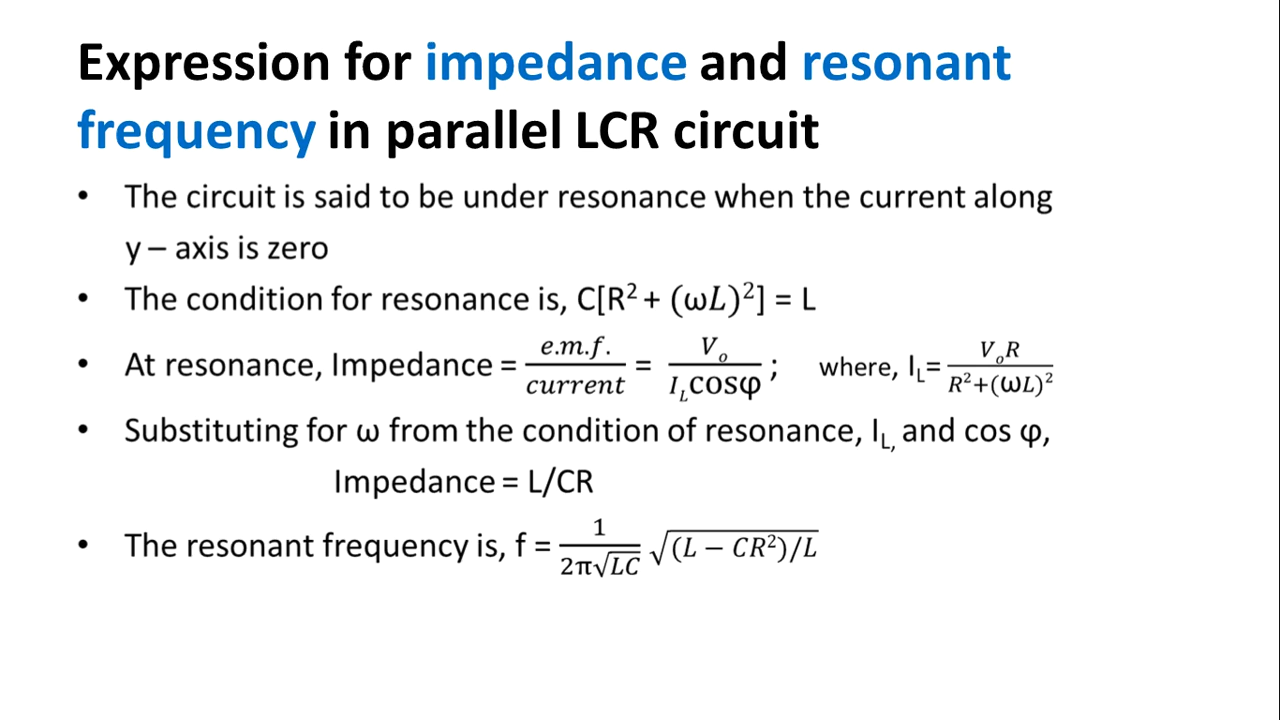 Expression for impedance and resonant
frequency in parallel LCR circuit
• The circuit is said to be under resonance when the current along
y – axis is zero
• The condition for resonance is, C[R² + (ωL)²] = L
• At resonance, Impedance = e.m.f./current = Vₒ/I_L cosφ ; where, I_L= VₒR/R²+(ωL)²
• Substituting for ω from the condition of resonance, I_L, and cos φ,
Impedance = L/CR
• The resonant frequency is, f = 1/2π√LC √(L − CR²)/L